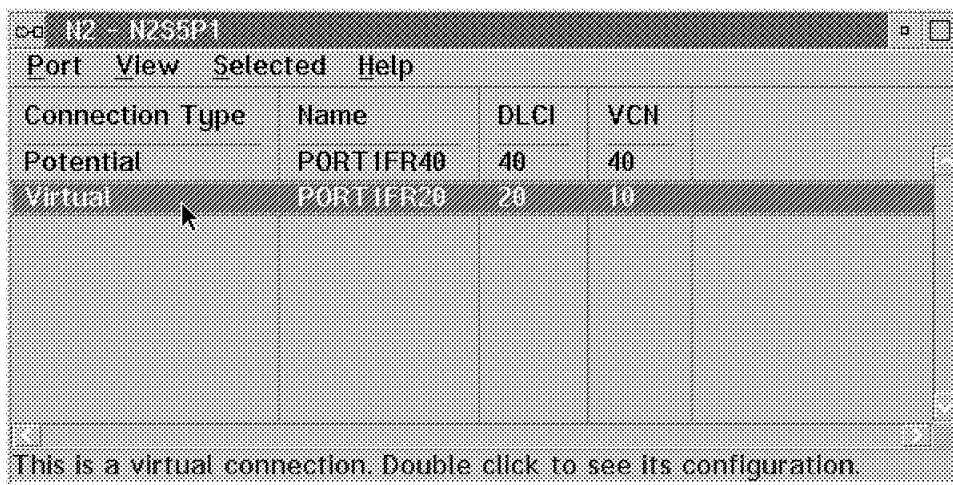 N2 - N2S5P1
Port View Selected Help
Connection Type Name DLCI VCN
Potential PORT1FR40 40 40
Virtual PORT1FR20 20 10
This is a virtual connection. Double click to see its configuration.